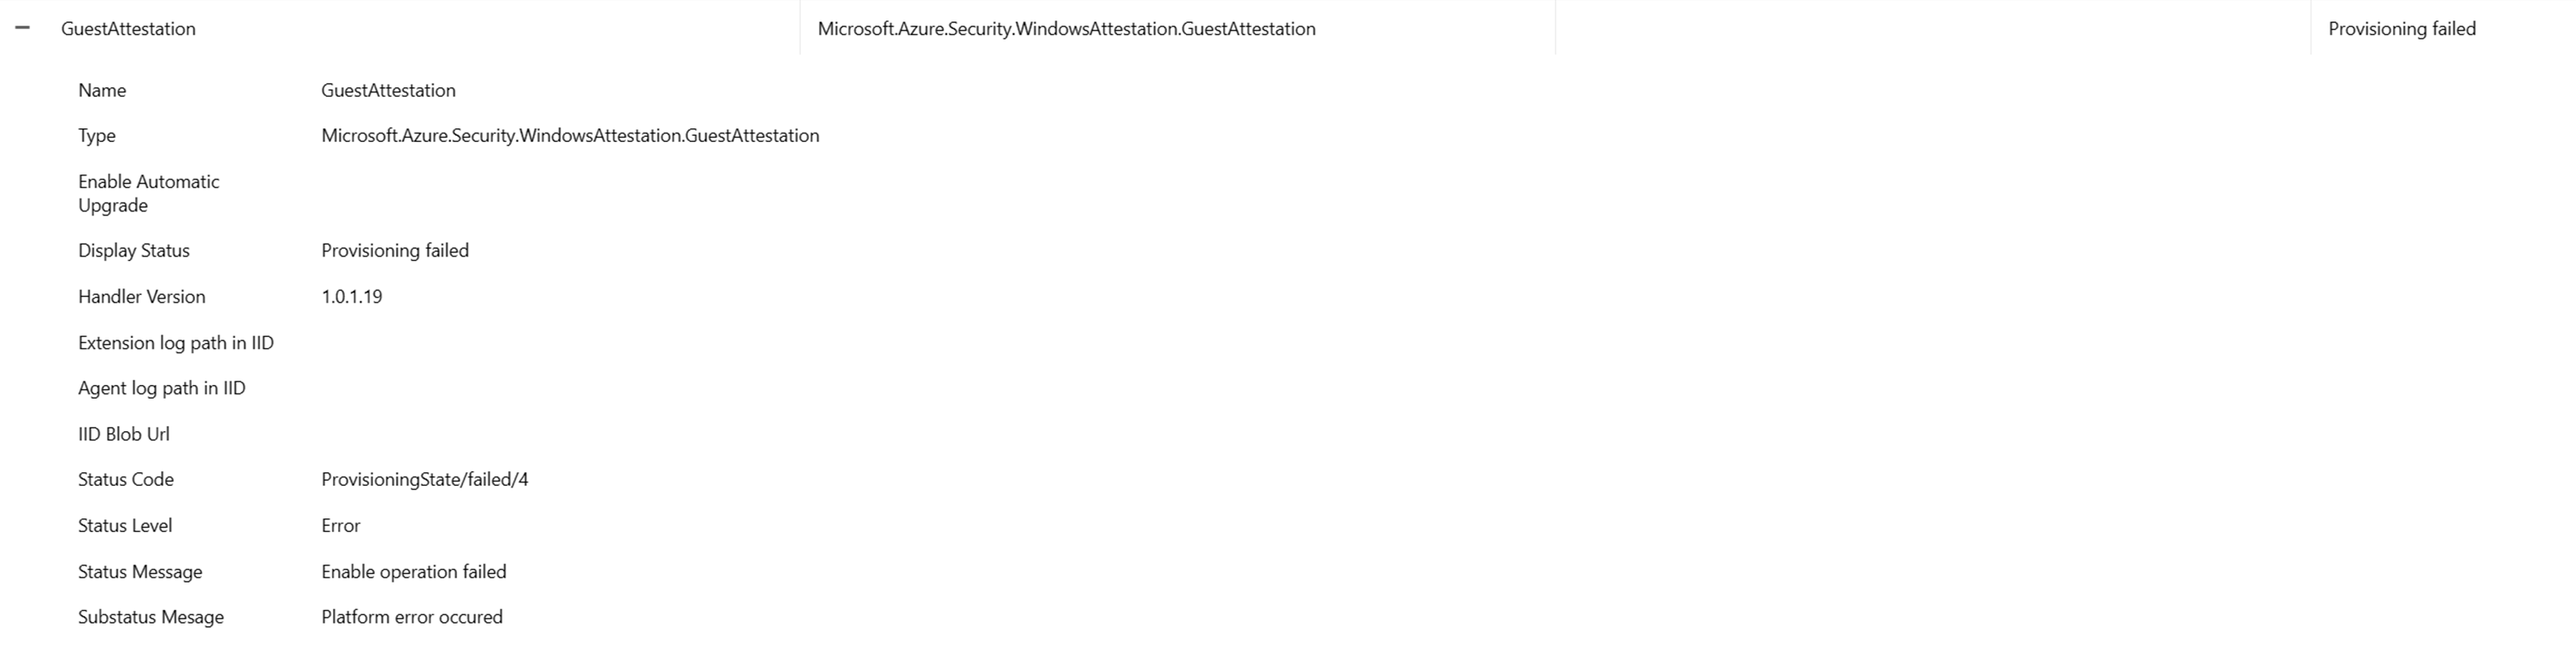 GuestAttestation Microsoft.Azure.Security.WindowsAttestation.GuestAttestation Provisioning failed
Name GuestAttestation
Type Microsoft.Azure.Security.WindowsAttestation.GuestAttestation
Enable Automatic
Upgrade
Display Status Provisioning failed
Handler Version 1.0.1.19
Extension log path in IID
Agent log path in IID
IID Blob Url
Status Code ProvisioningState/failed/4
Status Level Error
Status Message Enable operation failed
Substatus Mesage Platform error occured